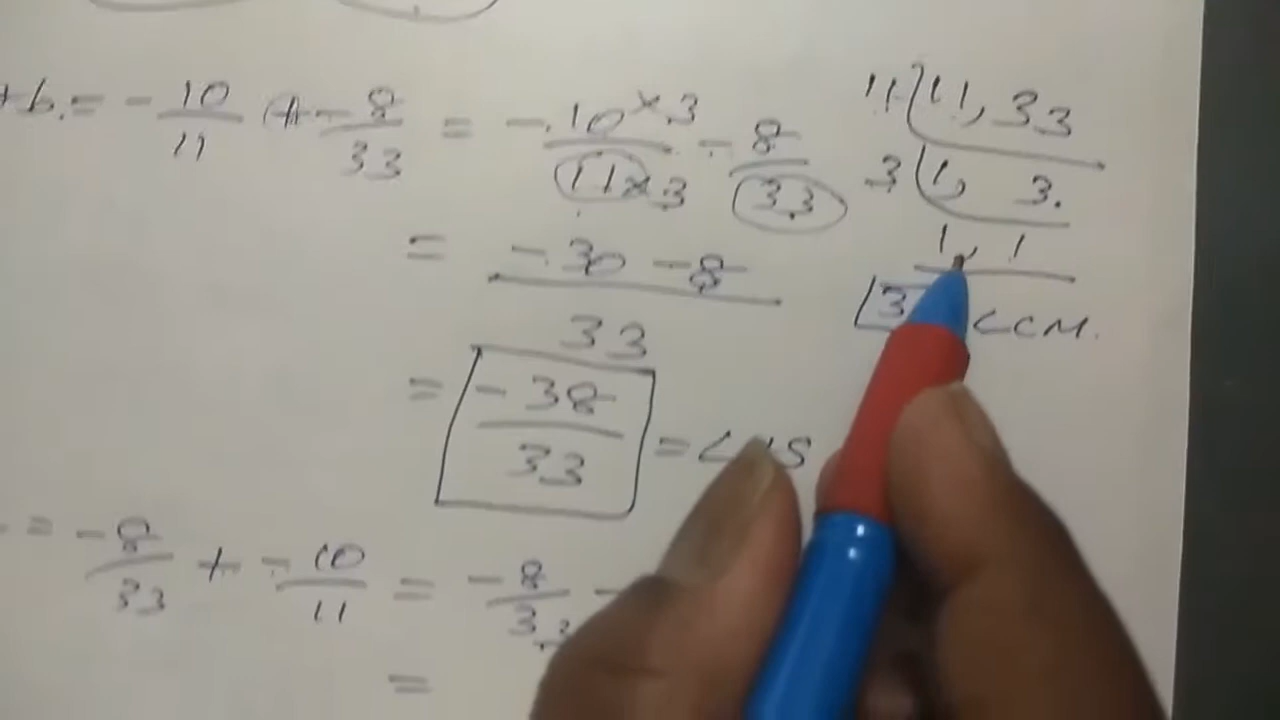 +b = - 10/11 + - 8/33 = - 10×3/11×3 - 8/33
= -30 -8/33
= -38/33 = LHS
= - 8/33 + - 10/11 = - 8/33 -
=
11 | 11, 33
3 | 1, 3.
1, 1
LCM.